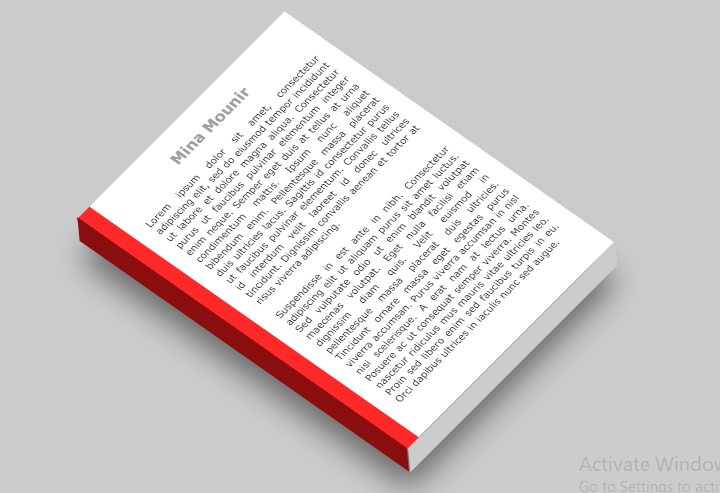 Mina Mounir
Lorem ipsum dolor sit amet, consectetur
adipiscing elit, sed do eiusmod tempor incididunt
ut labore et dolore magna aliqua. Consectetur
purus ut faucibus pulvinar elementum integer
enim neque. Semper eget duis at tellus at urna
condimentum mattis. Ipsum nunc aliquet
bibendum enim. Pellentesque massa placerat
duis ultricies lacus. Sagittis id consectetur purus
ut faucibus pulvinar elementum. Convallis tellus
id interdum velit laoreet id donec ultrices
tincidunt. Dignissim convallis aenean et tortor at
risus viverra adipiscing.
Suspendisse in est ante in nibh. Consectetur
adipiscing elit ut aliquam purus sit amet luctus.
Sed vulputate odio ut enim blandit volutpat
maecenas volutpat. Eget nulla facilisi etiam
dignissim diam quis. Velit euismod in
pellentesque massa placerat duis ultricies.
Tincidunt ornare massa eget egestas purus
viverra accumsan. Purus viverra accumsan in nisl
nisi scelerisque. A erat nam at lectus urna.
Posuere ac ut consequat semper viverra. Montes
nascetur ridiculus mus mauris vitae ultricies leo.
Proin sed libero enim sed faucibus turpis in eu.
Orci dapibus ultrices in iaculis nunc sed augue.
Activate Window
Go to Settings to acti